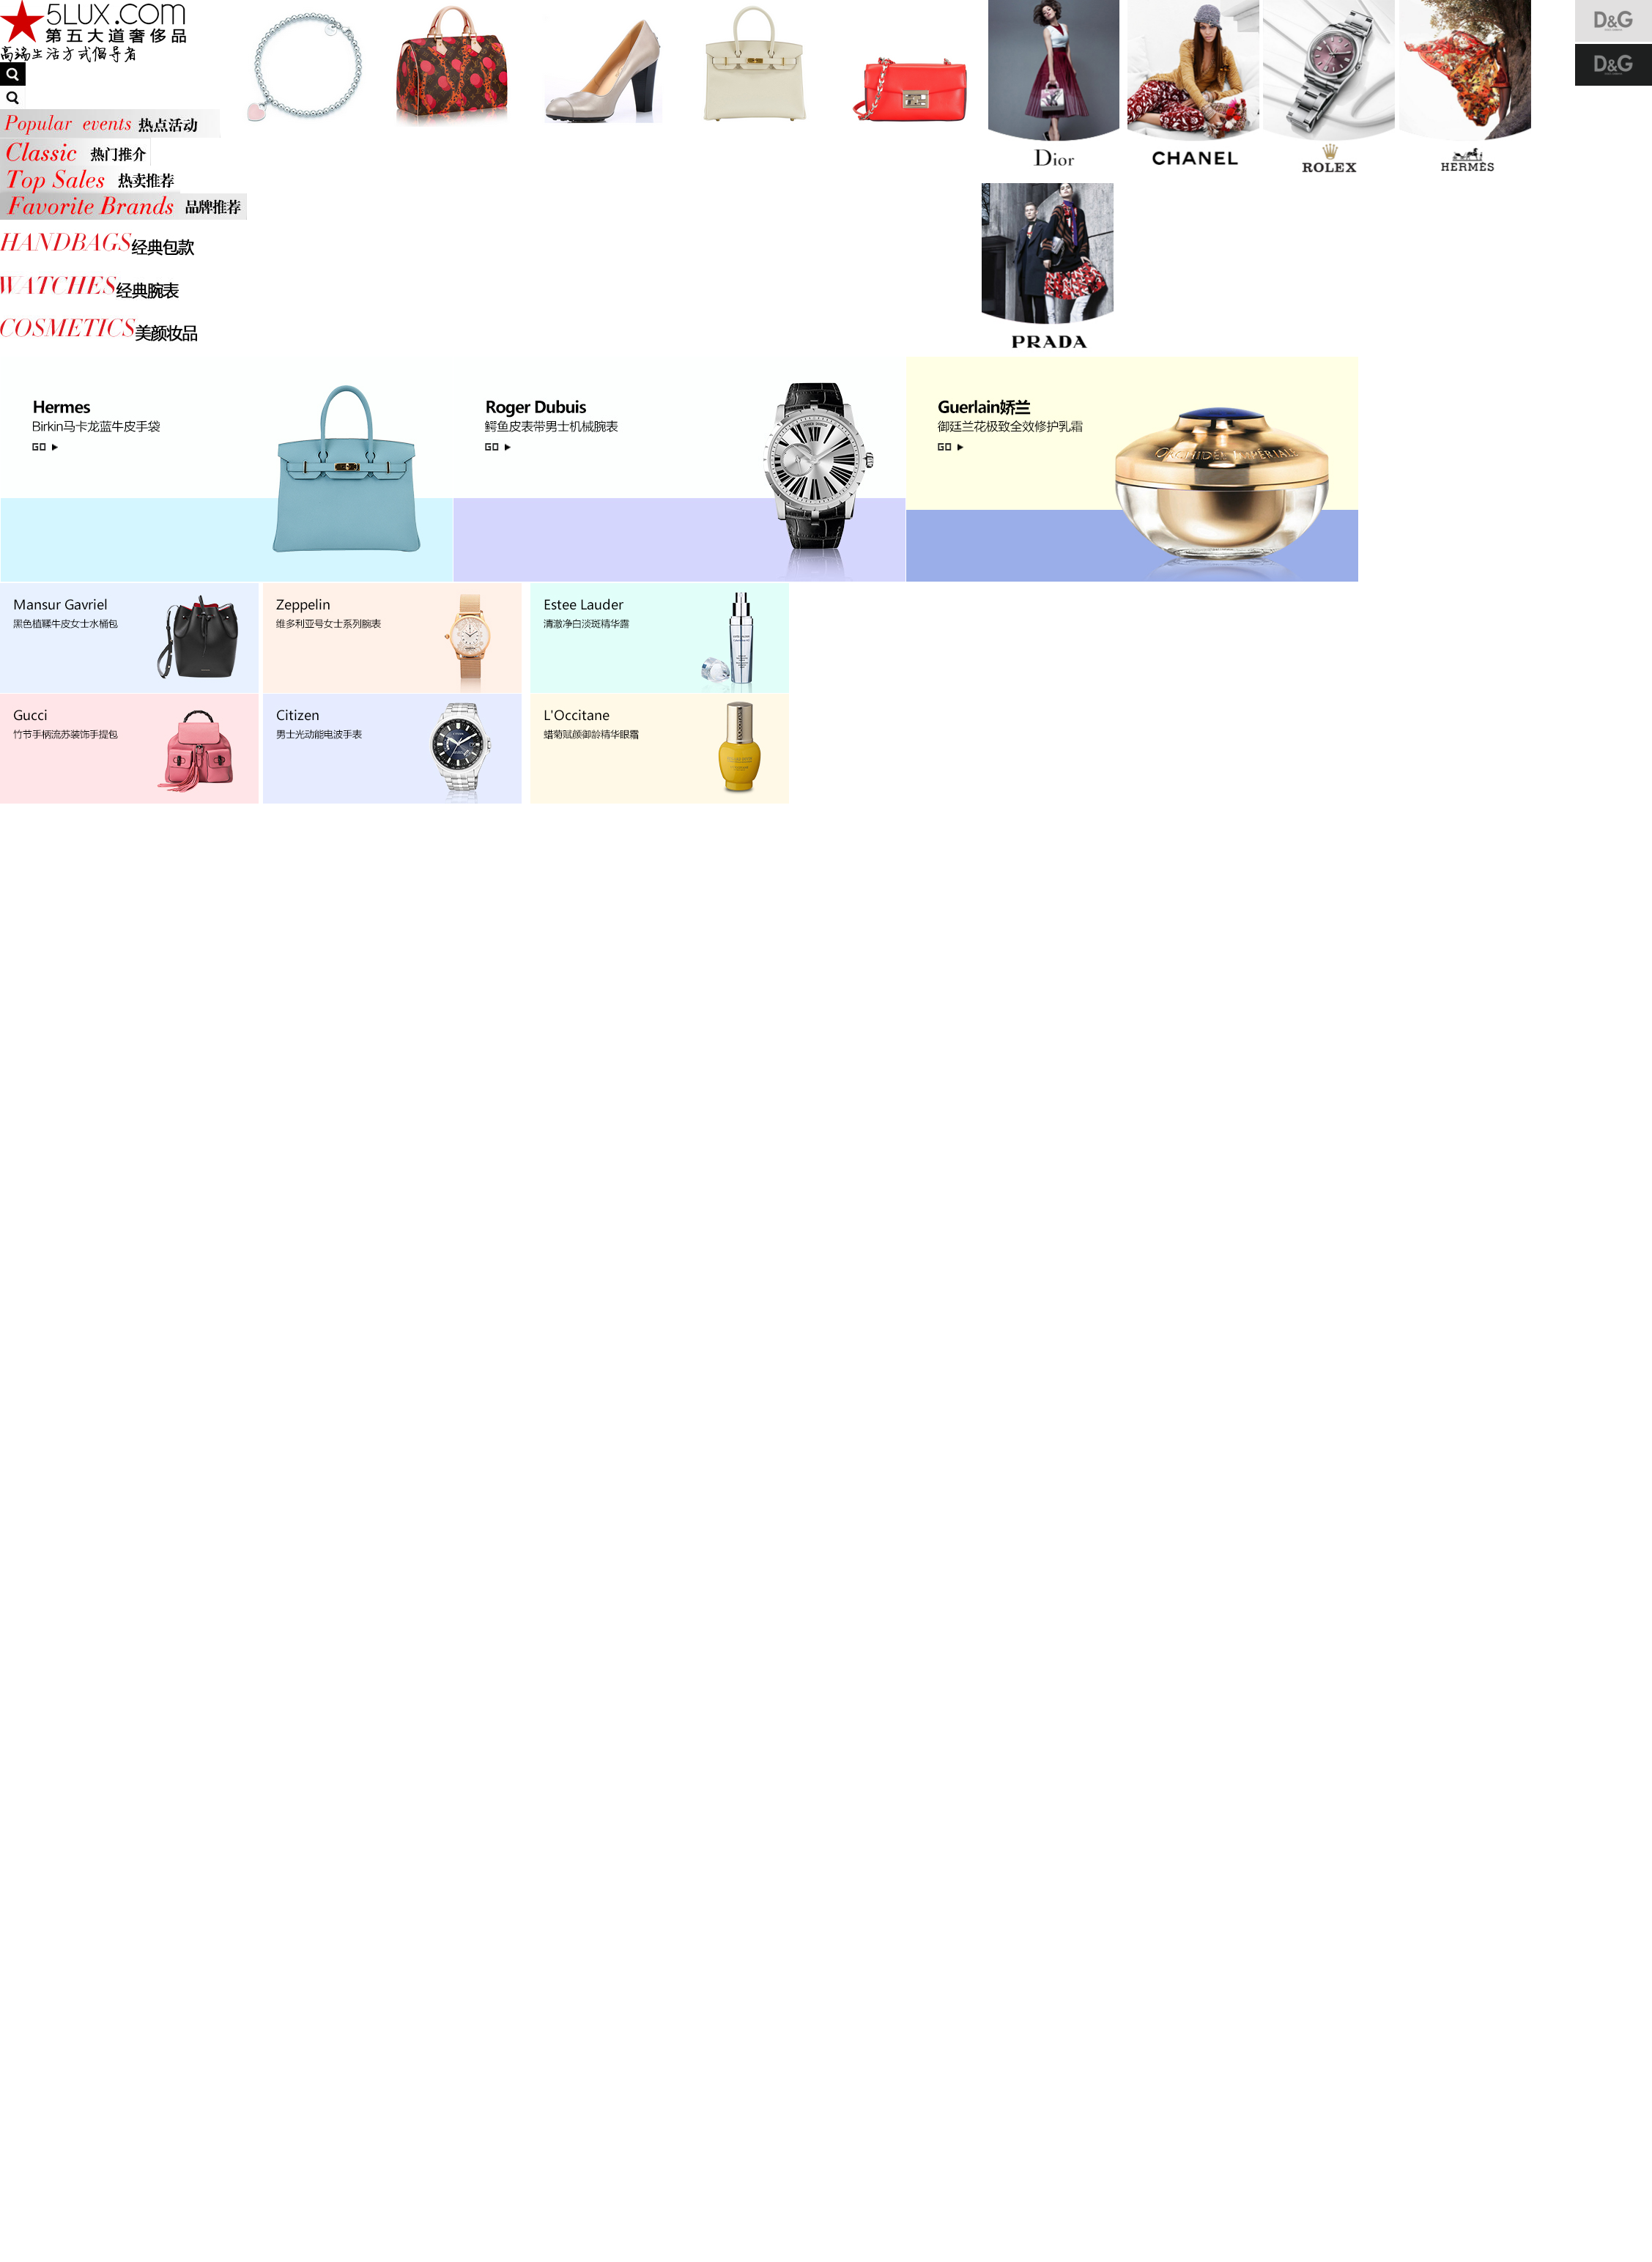 5LUX.COM
第五大道奢侈品
高端生活方式倡导者
Popular events 热点活动
Classic 热门推介
Top Sales 热卖推荐
Favorite Brands 品牌推荐
HANDBAGS经典包款
WATCHES经典腕表
COSMETICS美颜妆品
Dior
CHANEL
ROLEX
HERMÈS
D&G
D&G
PRADA
Hermes
Birkin马卡龙蓝牛皮手袋
GO
Roger Dubuis
鳄鱼皮表带男士机械腕表
GO
Guerlain娇兰
御廷兰花极致全效修护乳霜
GO
ORCHIDÉE IMPÉRIALE
Mansur Gavriel
黑色植鞣牛皮女士水桶包
Zeppelin
维多利亚号女士系列腕表
Estee Lauder
清澈净白淡斑精华露
Gucci
竹节手柄流苏装饰手提包
Citizen
男士光动能电波手表
L'Occitane
蜡菊赋颜御龄精华眼霜